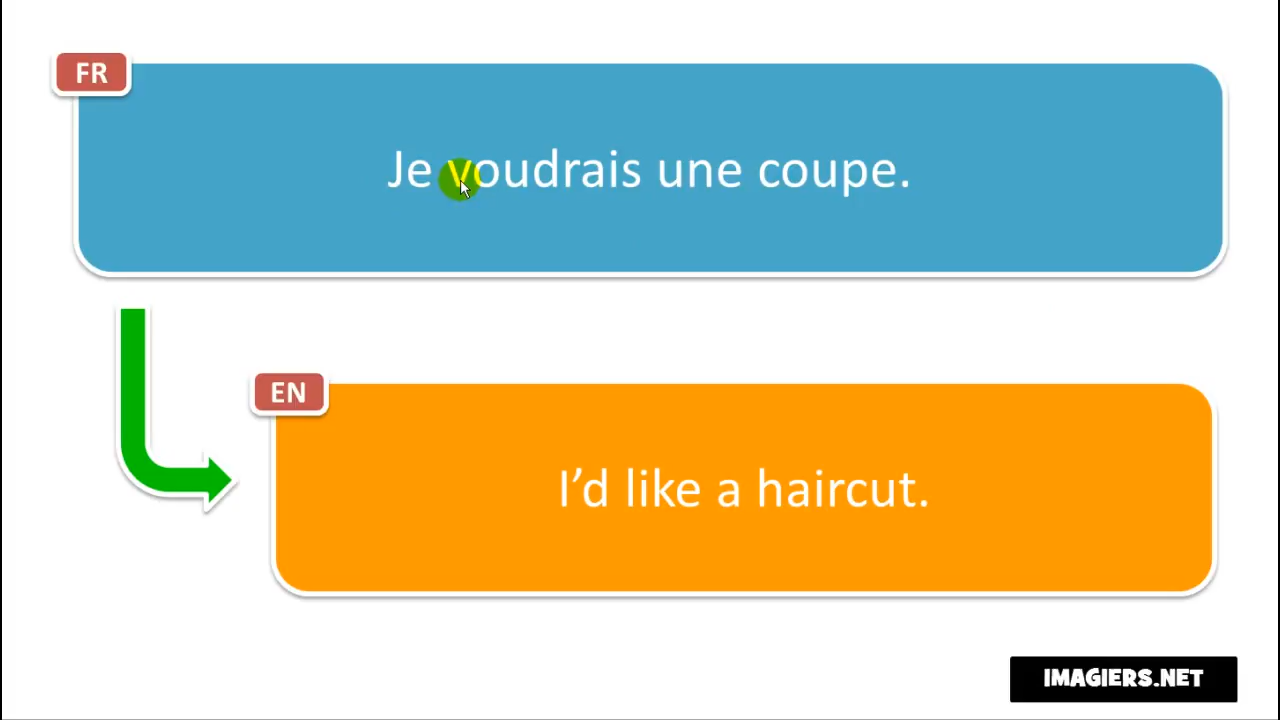 FR
Je voudrais une coupe.
EN
I’d like a haircut.
IMAGIERS.NET